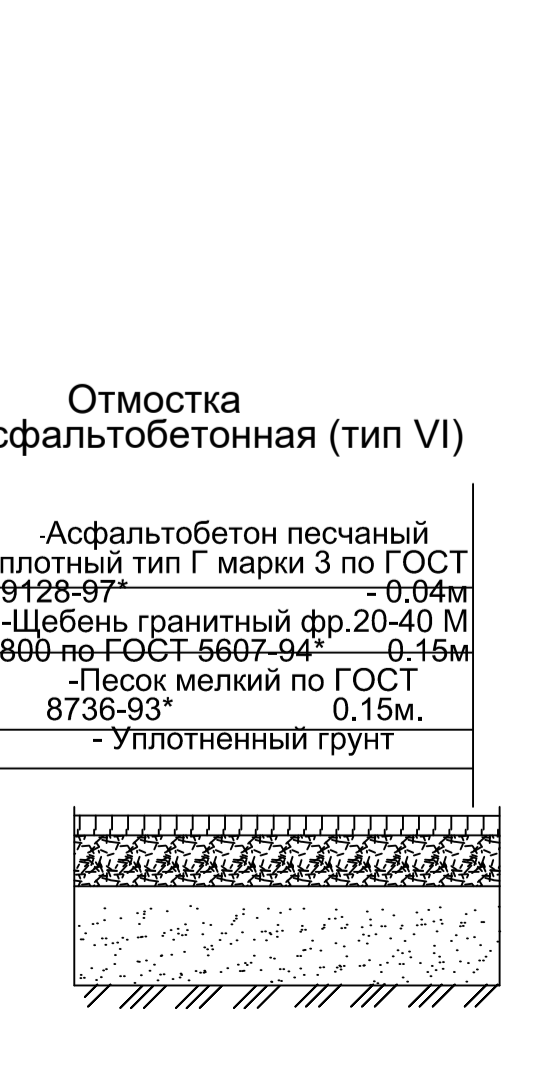 Отмостка
сфальтобетонная (тип VI)
-Асфальтобетон песчаный
плотный тип Г марки 3 по ГОСТ
9128-97* - 0.04м
-Щебень гранитный фр.20-40 М
800 по ГОСТ 5607-94* 0.15м
-Песок мелкий по ГОСТ
8736-93* 0.15м.
- Уплотненный грунт